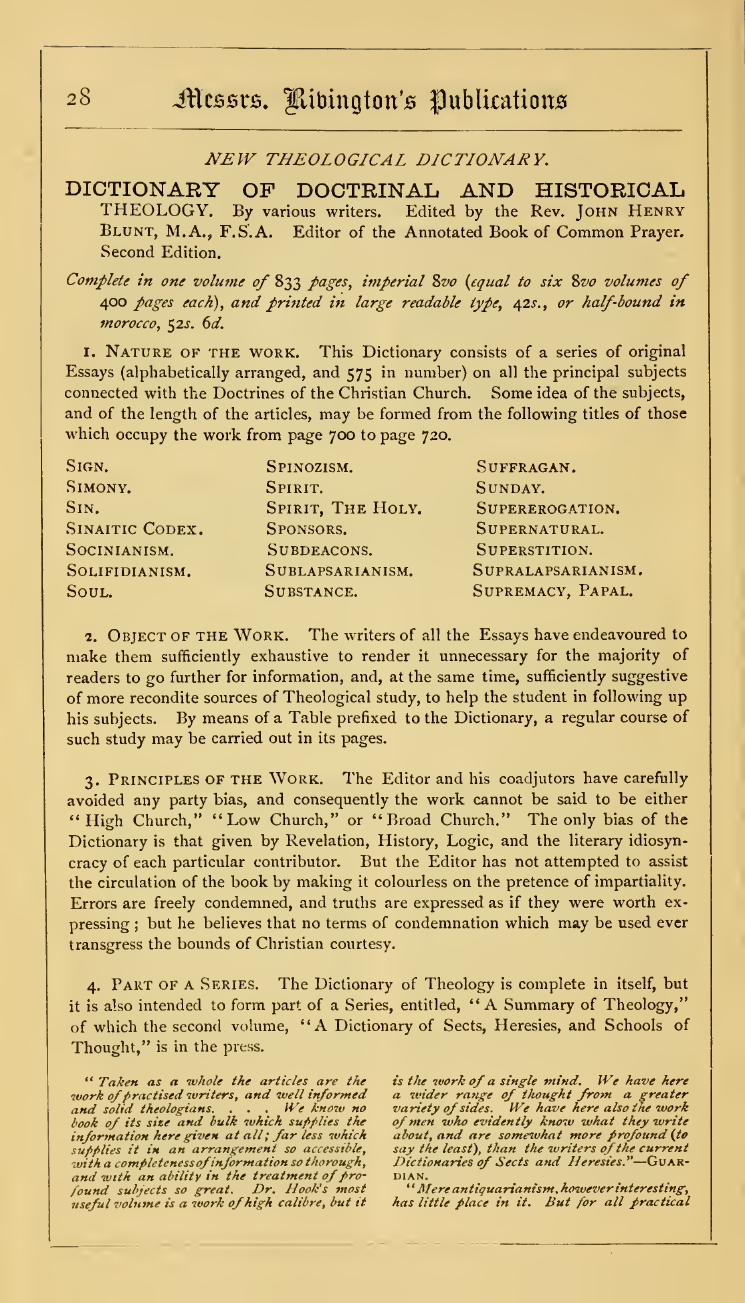 28 Messrs. Rivington's Publications
NEW THEOLOGICAL DICTIONARY.
DICTIONARY OF DOCTRINAL AND HISTORICAL
THEOLOGY. By various writers. Edited by the Rev. JOHN HENRY
BLUNT, M.A., F.S.A. Editor of the Annotated Book of Common Prayer.
Second Edition.
Complete in one volume of 833 pages, imperial 8vo (equal to six 8vo volumes of
400 pages each), and printed in large readable type, 42s., or half-bound in
morocco, 52s. 6d.
1. NATURE OF THE WORK. This Dictionary consists of a series of original
Essays (alphabetically arranged, and 575 in number) on all the principal subjects
connected with the Doctrines of the Christian Church. Some idea of the subjects,
and of the length of the articles, may be formed from the following titles of those
which occupy the work from page 700 to page 720.
SIGN.
SIMONY.
SIN.
SINAITIC CODEX.
SOCINIANISM.
SOLIFIDIANISM.
SOUL.
SPINOZISM.
SPIRIT.
SPIRIT, THE HOLY.
SPONSORS.
SUBDEACONS.
SUBLAPSARIANISM.
SUBSTANCE.
SUFFRAGAN.
SUNDAY.
SUPEREROGATION.
SUPERNATURAL.
SUPERSTITION.
SUPRALAPSARIANISM.
SUPREMACY, PAPAL.
2. OBJECT OF THE WORK. The writers of all the Essays have endeavoured to
make them sufficiently exhaustive to render it unnecessary for the majority of
readers to go further for information, and, at the same time, sufficiently suggestive
of more recondite sources of Theological study, to help the student in following up
his subjects. By means of a Table prefixed to the Dictionary, a regular course of
such study may be carried out in its pages.
3. PRINCIPLES OF THE WORK. The Editor and his coadjutors have carefully
avoided any party bias, and consequently the work cannot be said to be either
"High Church," "Low Church," or "Broad Church." The only bias of the
Dictionary is that given by Revelation, History, Logic, and the literary idiosyn-
cracy of each particular contributor. But the Editor has not attempted to assist
the circulation of the book by making it colourless on the pretence of impartiality.
Errors are freely condemned, and truths are expressed as if they were worth ex-
pressing; but he believes that no terms of condemnation which may be used ever
transgress the bounds of Christian courtesy.
4. PART OF A SERIES. The Dictionary of Theology is complete in itself, but
it is also intended to form part of a Series, entitled, "A Summary of Theology,"
of which the second volume, "A Dictionary of Sects, Heresies, and Schools of
Thought," is in the press.
"Taken as a whole the articles are the
work of practised writers, and well informed
and solid theologians. . . . We know no
book of its size and bulk which supplies the
information here given at all; far less which
supplies it in an arrangement so accessible,
with a completeness of information so thorough,
and with an ability in the treatment of pro-
found subjects so great. Dr. Hook's most
useful volume is a work of high calibre, but it
is the work of a single mind. We have here
a wider range of thought from a greater
variety of sides. We have here also the work
of men who evidently know what they write
about, and are somewhat more profound (to
say the least), than the writers of the current
Dictionaries of Sects and Heresies."—GUAR-
DIAN.
"Mere antiquarianism, however interesting,
has little place in it. But for all practical